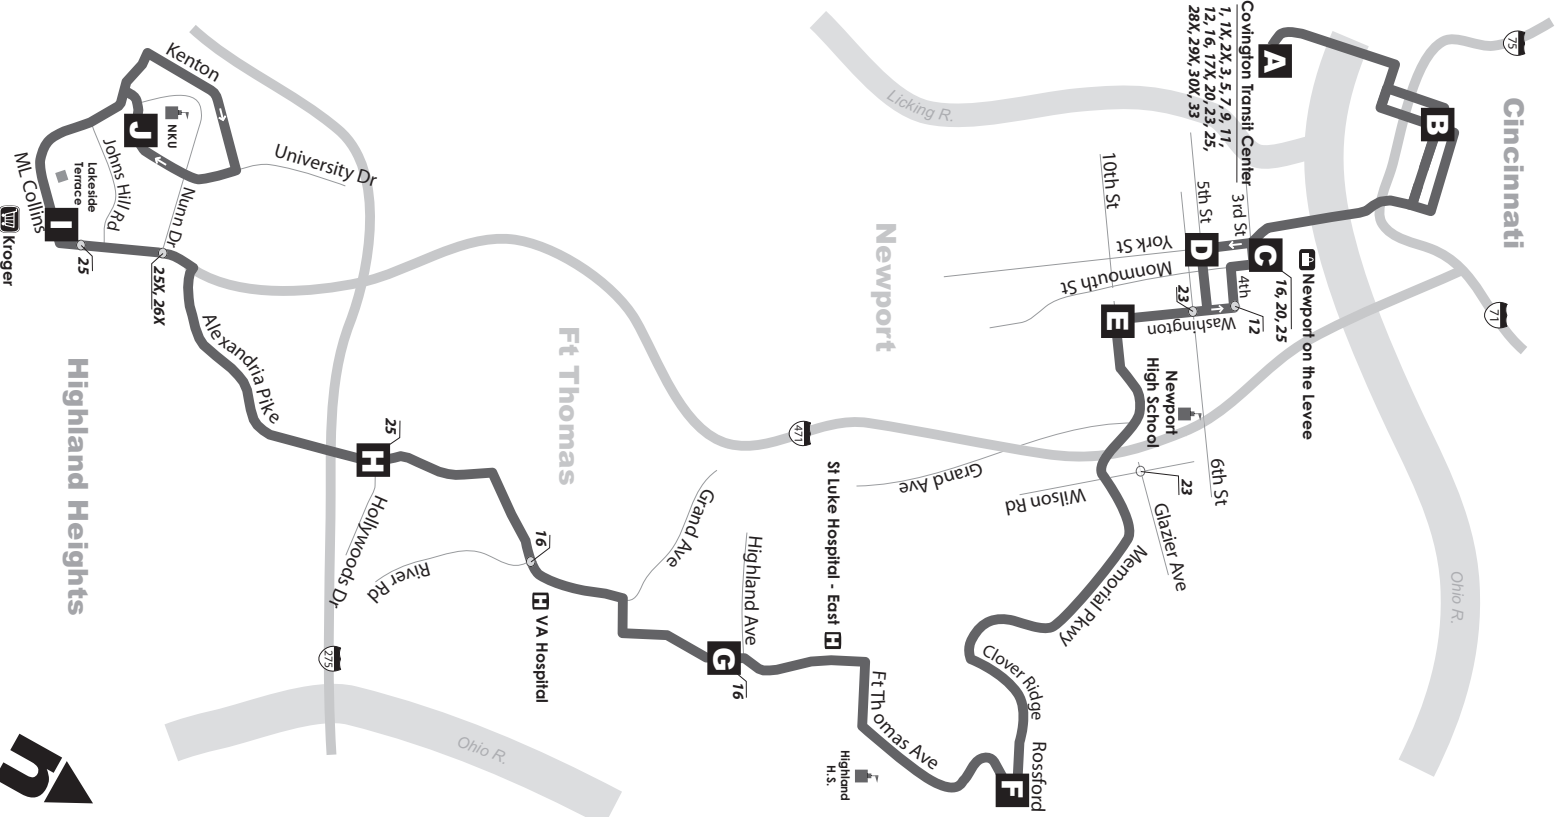 Cincinnati
75
71
B
A
Covington Transit Center
1, 1X, 2X, 3, 5, 7, 9, 11,
12, 16, 17X, 20, 23, 25,
28X, 29X, 30X, 33
Newport on the Levee
Ohio R.
Licking R.
3rd St
4th
5th St
6th St
10th St
C
16, 20, 25
D
12
23
York St
Monmouth St
Washington
E
Newport
High School
Newport
23
Glazier Ave
Wilson Rd
Grand Ave
Memorial Pkwy
Clover Ridge
Rossford
F
Highland
H.S.
Ft Thomas Ave
St Luke Hospital - East
H
471
Highland Ave
G
16
Grand Ave
Ft Thomas
H
VA Hospital
16
River Rd
Hollywoods Dr
H
25
275
Ohio R.
Alexandria Pike
Highland Heights
25X, 26X
25
I
Kroger
ML Collins
Lakeside
Terrace
Johns Hill Rd
Nunn Dr
University Dr
NKU
J
Kenton
n